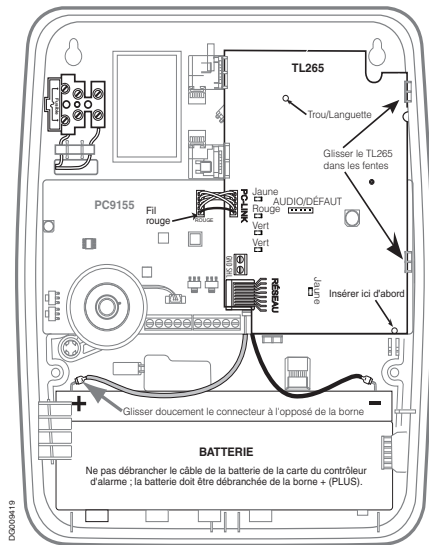 TL265
Trou/Languette
Glisser le TL265
dans les fentes
PC9155
Fil
rouge
ROUGE
PC-LINK
Jaune
Rouge
Vert
Vert
AUDIO/DÉFAUT
RÉSEAU
Jaune
Insérer ici d'abord
+
-
Glisser doucement le connecteur à l'opposé de la borne
BATTERIE
Ne pas débrancher le câble de la batterie de la carte du contrôleur
d'alarme ; la batterie doit être débranchée de la borne + (PLUS).
DG009419